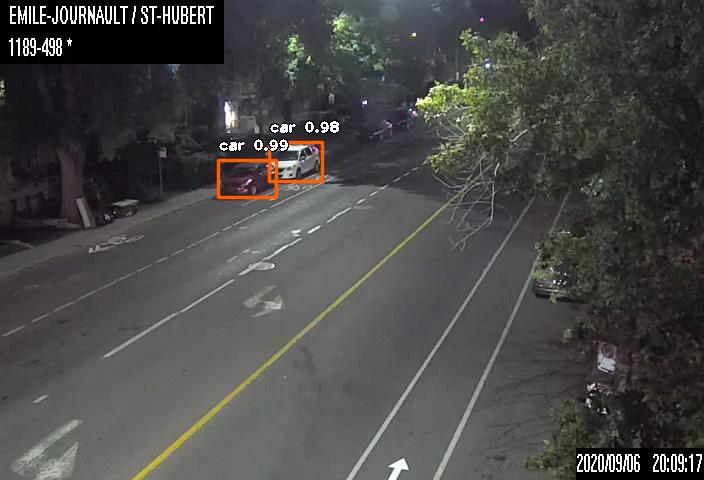 EMILE-JOURNAULT / ST-HUBERT
1189-498 *
car 0.98
car 0.99
2020/09/06 20:09:17